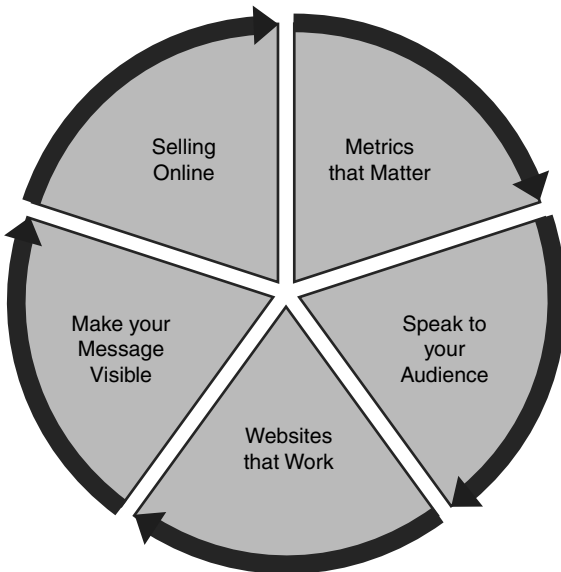 Selling
Online
Metrics
that Matter
Make your
Message
Visible
Speak to
your
Audience
Websites
that Work